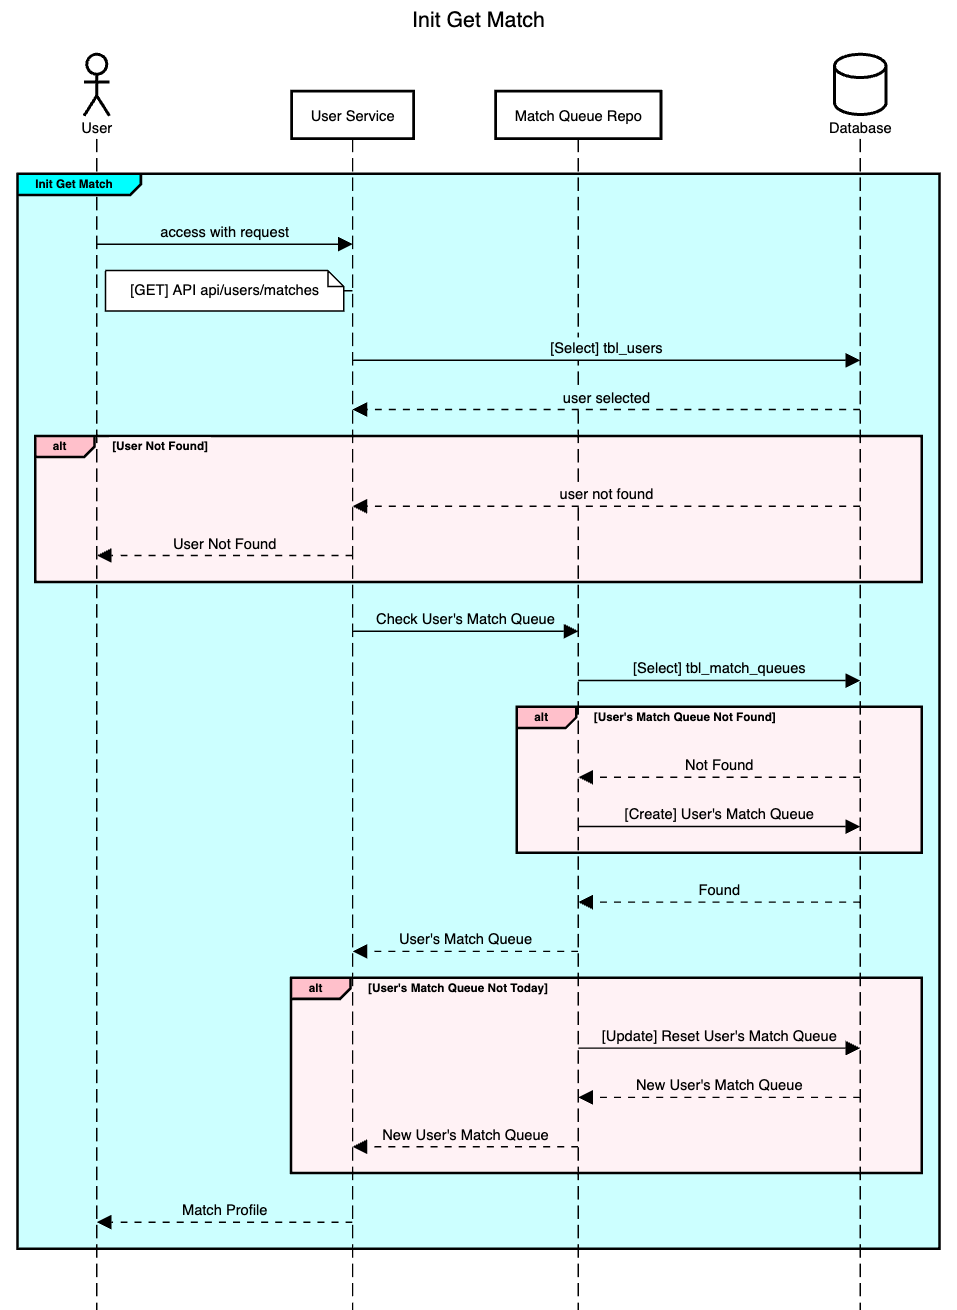 Init Get Match
User
User Service
Match Queue Repo
Database
Init Get Match
access with request
[GET] API api/users/matches
[Select] tbl_users
user selected
alt
[User Not Found]
user not found
User Not Found
Check User's Match Queue
[Select] tbl_match_queues
alt
[User's Match Queue Not Found]
Not Found
[Create] User's Match Queue
Found
User's Match Queue
alt
[User's Match Queue Not Today]
[Update] Reset User's Match Queue
New User's Match Queue
New User's Match Queue
Match Profile